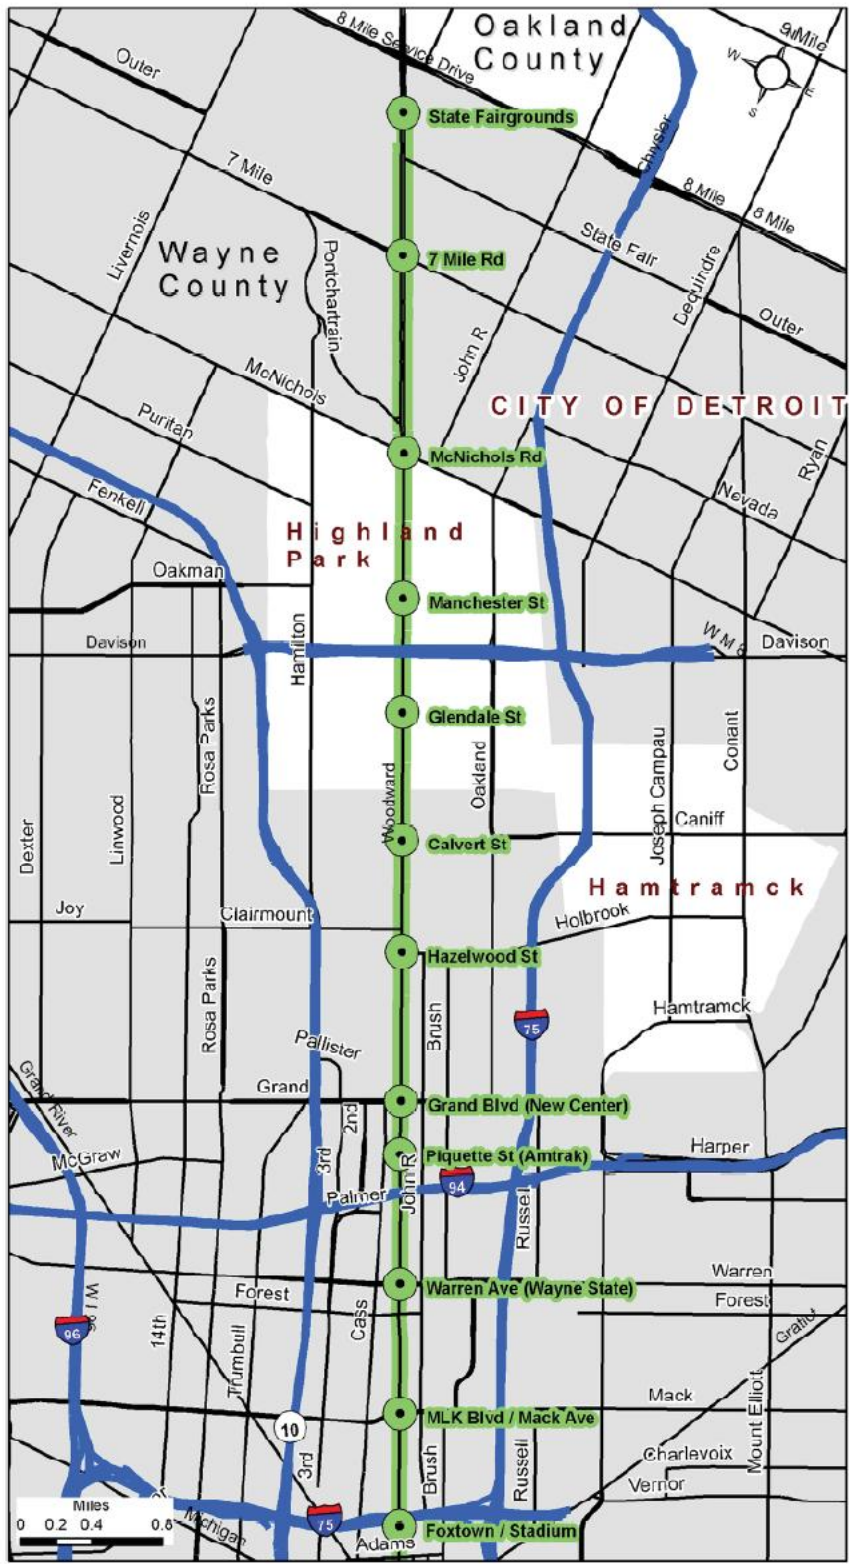 Oakland
County
9 Mile
8 Mile Service Drive
Outer
W
E
S
State Fairgrounds
Chrysler
7 Mile
8 Mile
8 Mile
Livernois
State Fair
Wayne
County
Pontchartrain
7 Mile Rd
Dequindre
Outer
John R
McNichols
CITY OF DETROIT
Puritan
McNichols Rd
Ryan
Fenkell
Nevada
Highland
Park
Oakman
Manchester St
Davison
Hamilton
W M 8
Davison
Rosa Parks
Glendale St
Oakland
Joseph Campau
Conant
Woodward
Dexter
Linwood
Caniff
Calvert St
Hamtramck
Joy
Clairmount
Holbrook
Hazelwood St
Rosa Parks
Brush
75
Hamtramck
Pallister
Grand River
Grand
2nd
Grand Blvd (New Center)
McGraw
3rd
Piquette St (Amtrak)
Harper
John R
94
Palmer
Russell
Warren
Warren Ave (Wayne State)
Forest
Forest
W I 96
96
14th
Trumbull
Cass
Gratiot
Mack
MLK Blvd / Mack Ave
10
3rd
Brush
Russell
Charlevoix
Mount Elliott
Vernor
Miles
0 0.2 0.4 0.8
Michigan
75
Adams
Foxtown / Stadium